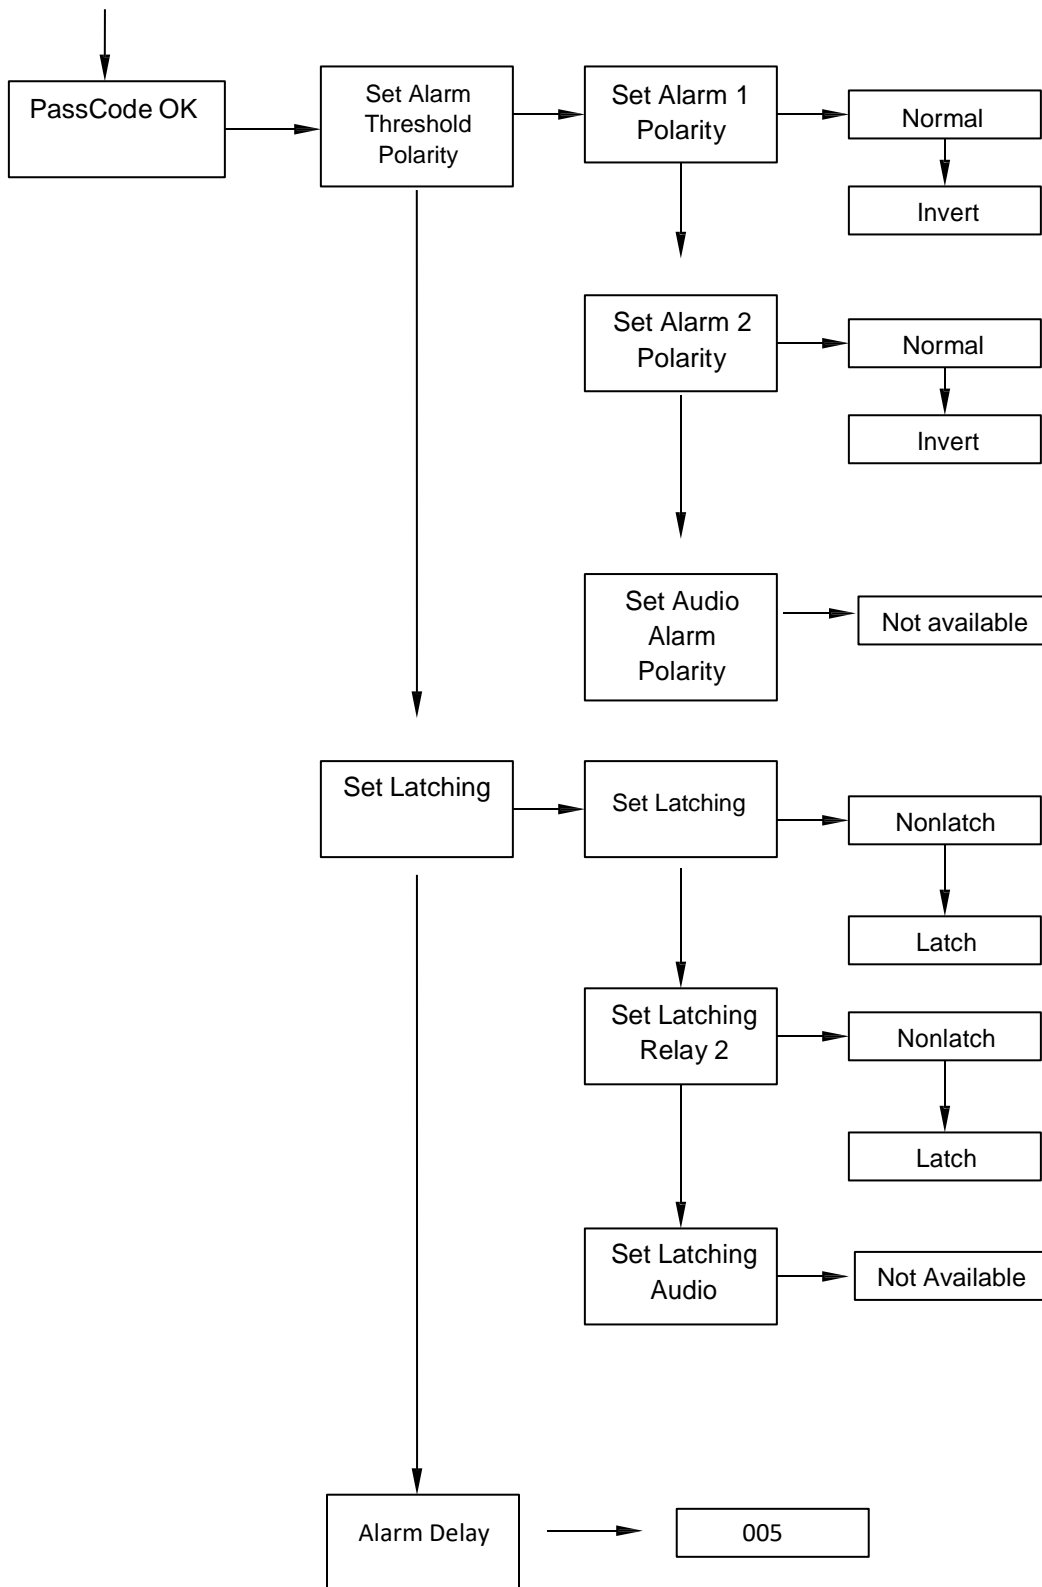 PassCode OK
Set Alarm
Threshold
Polarity
Set Alarm 1
Polarity
Normal
Invert
Set Alarm 2
Polarity
Normal
Invert
Set Audio
Alarm
Polarity
Not available
Set Latching
Set Latching
Nonlatch
Latch
Set Latching
Relay 2
Nonlatch
Latch
Set Latching
Audio
Not Available
Alarm Delay
005